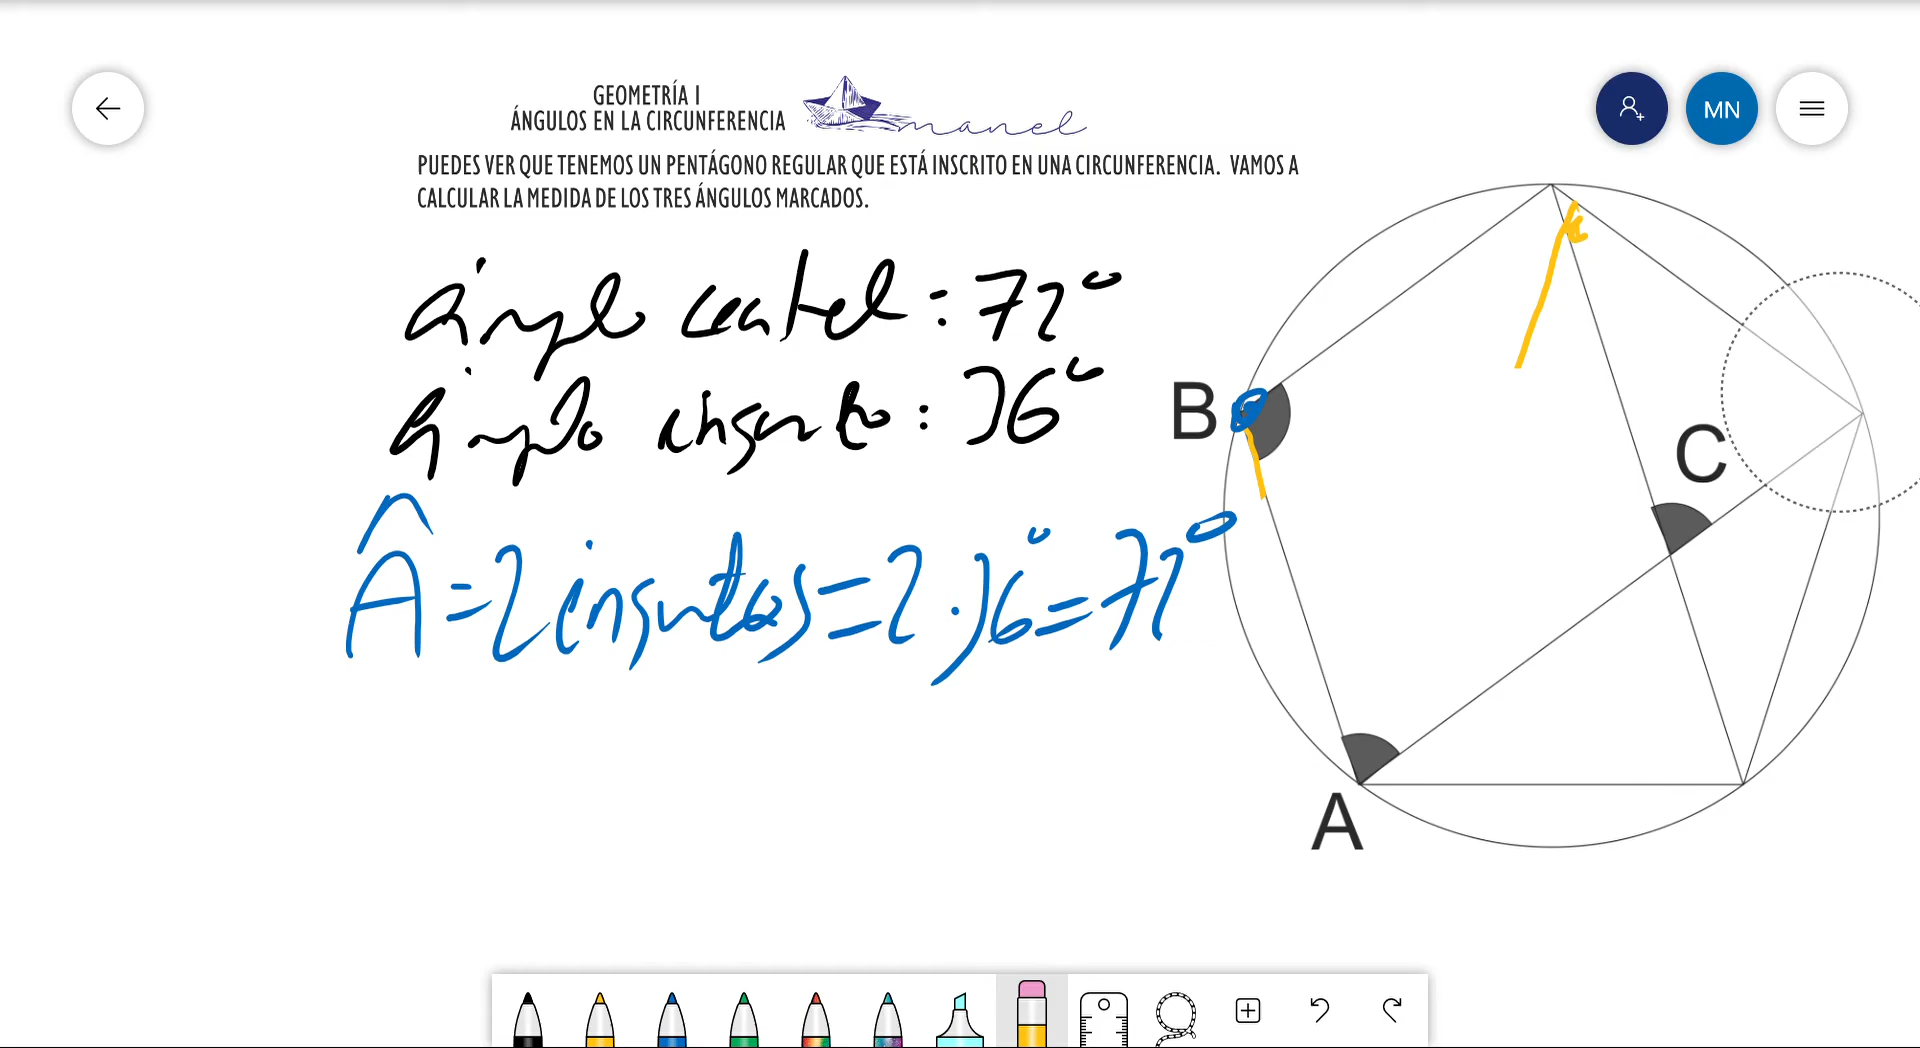 GEOMETRÍA I
ÁNGULOS EN LA CIRCUNFERENCIA
manel
MN
PUEDES VER QUE TENEMOS UN PENTÁGONO REGULAR QUE ESTÁ INSCRITO EN UNA CIRCUNFERENCIA. VAMOS A
CALCULAR LA MEDIDA DE LOS TRES ÁNGULOS MARCADOS.
ángulo central : 72°
ángulo inscrito : 36°
Â = 2 inscritos = 2 · 36° = 72°
B
C
A